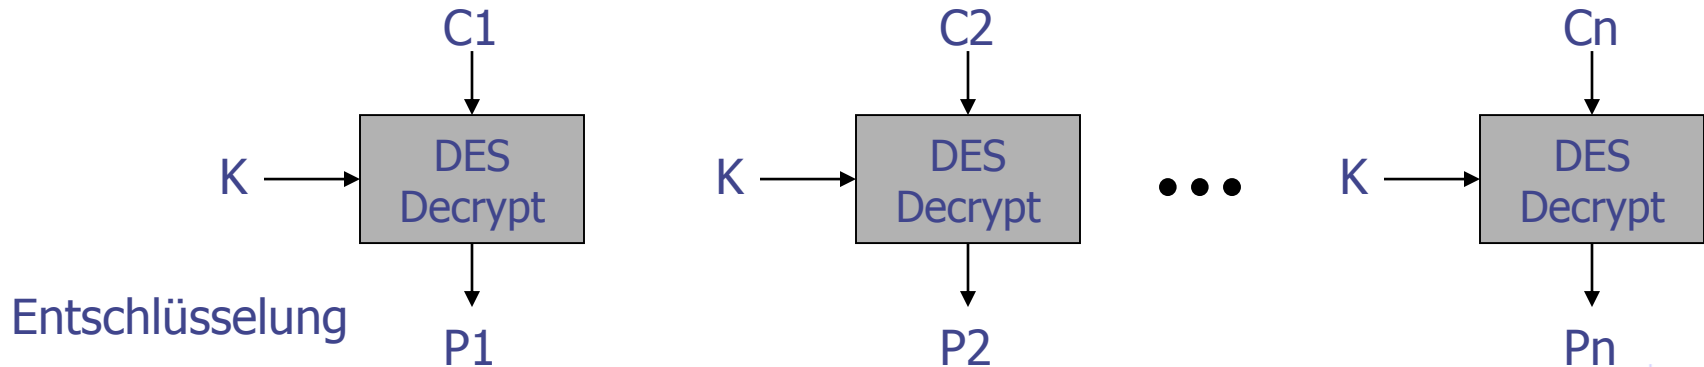 C1 C2 Cn
DES DES DES
K K K
Decrypt Decrypt Decrypt
Entschlüsselung
P1 P2 Pn